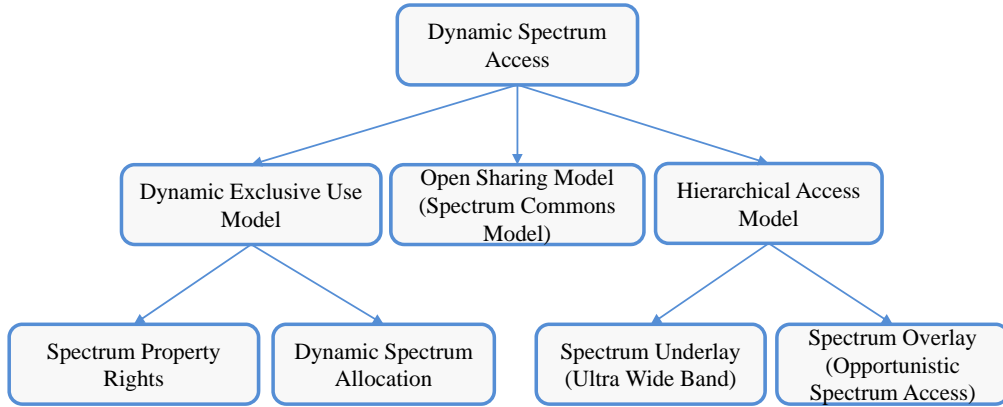 Dynamic Spectrum
Access
Dynamic Exclusive Use
Model
Open Sharing Model
(Spectrum Commons
Model)
Hierarchical Access
Model
Spectrum Property
Rights
Dynamic Spectrum
Allocation
Spectrum Underlay
(Ultra Wide Band)
Spectrum Overlay
(Opportunistic
Spectrum Access)